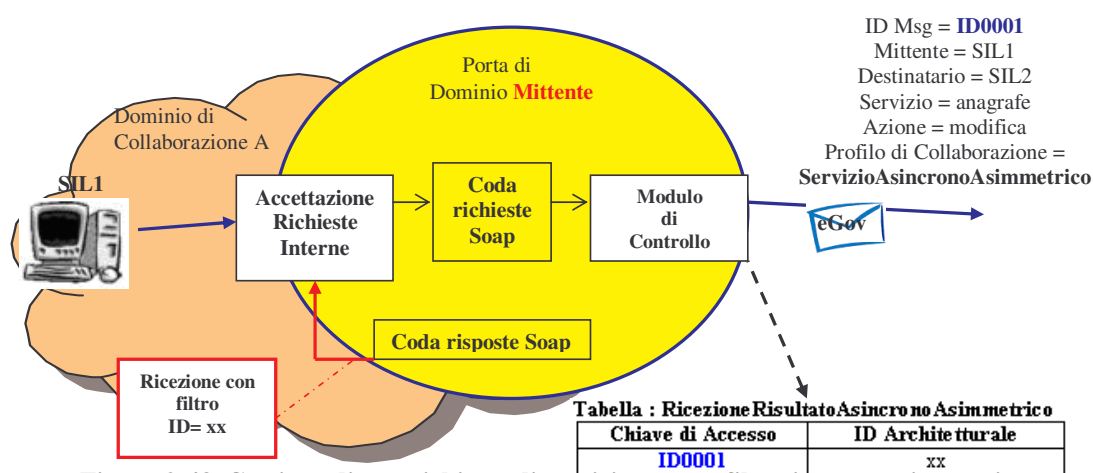 ID Msg = ID0001
Mittente = SIL1
Destinatario = SIL2
Servizio = anagrafe
Azione = modifica
Profilo di Collaborazione =
ServizioAsincronoAsimmetrico
Porta di
Dominio Mittente
Dominio di
Collaborazione A
SIL1
Accettazione
Richieste
Interne
Coda
richieste
Soap
Modulo
di
Controllo
eGov
Coda risposte Soap
Ricezione con
filtro
ID= xx
Tabella : RicezioneRisultatoAsincronoAsimmetrico
Chiave di Accesso
ID Architetturale
ID0001
xx